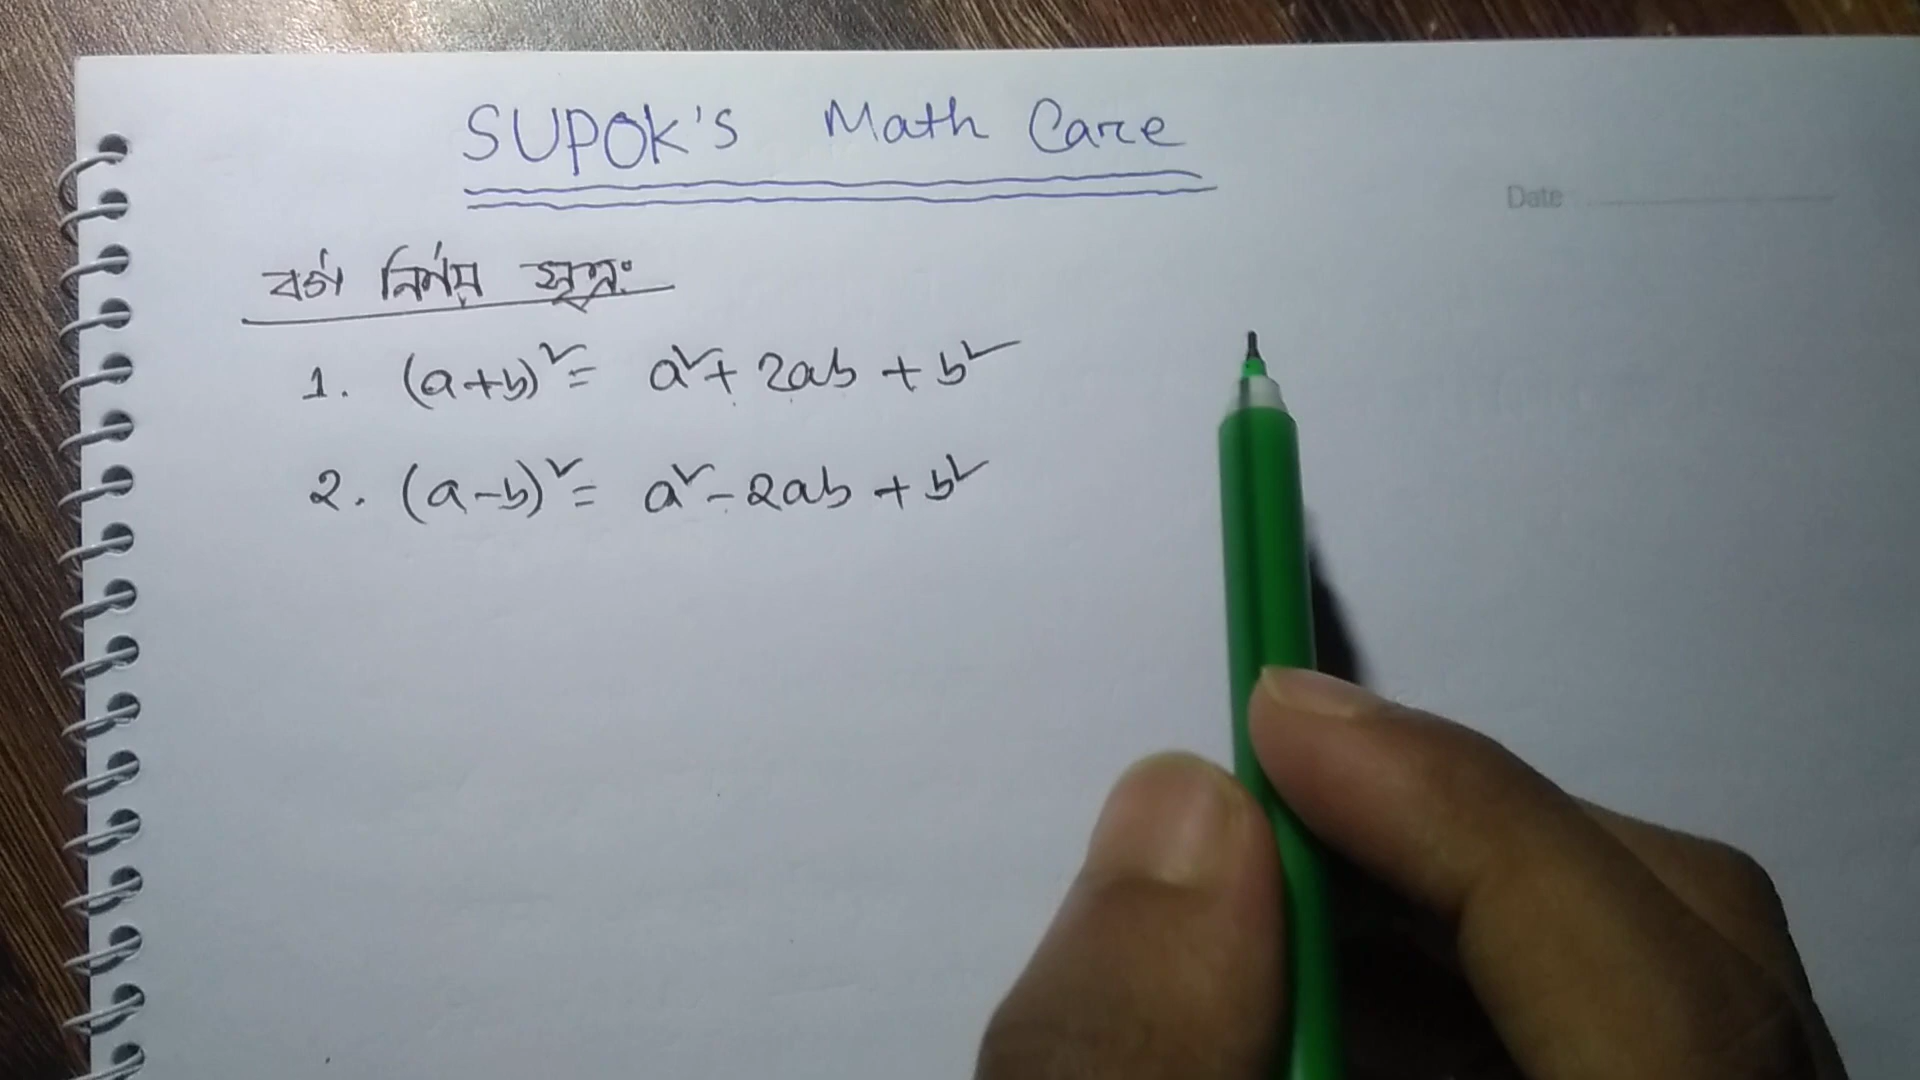 SUPOK's Math Care
Date
বর্গ নির্ণয় সূত্রঃ
1. (a+b)² = a² + 2ab + b²
2. (a-b)² = a² - 2ab + b²